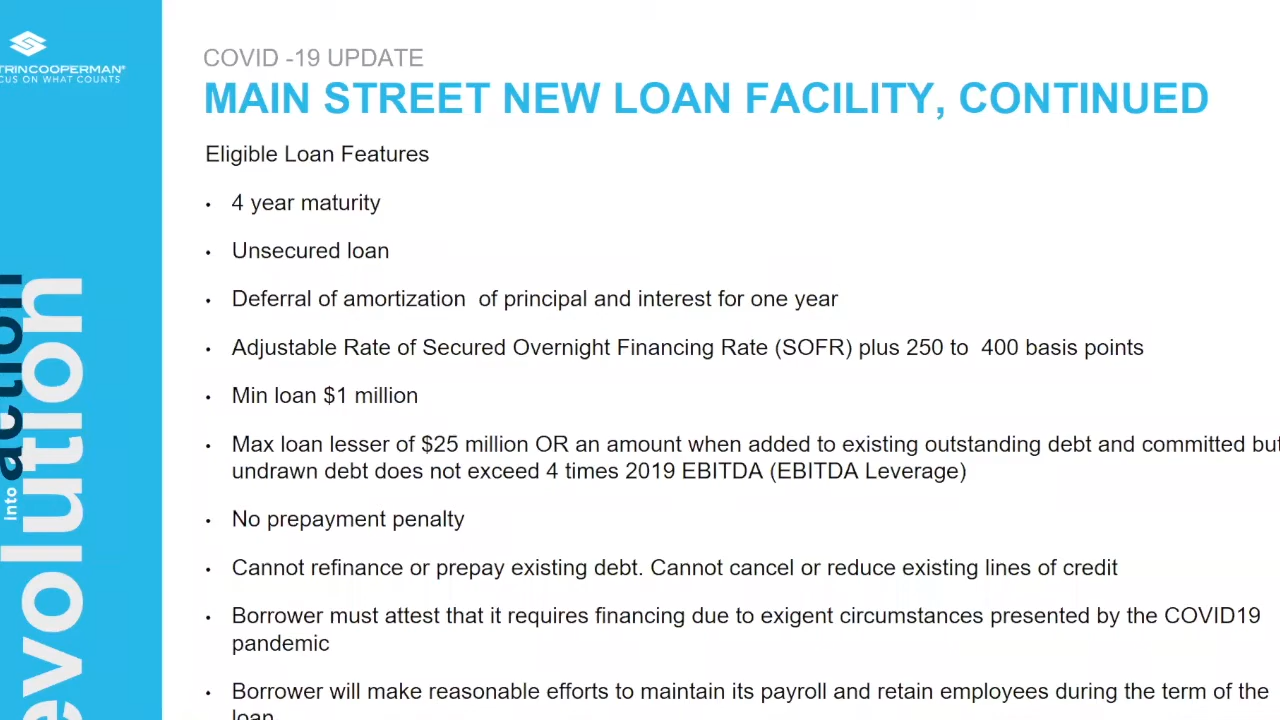 TRINCOOPERMAN®
CUS ON WHAT COUNTS
COVID -19 UPDATE
MAIN STREET NEW LOAN FACILITY, CONTINUED
Eligible Loan Features
• 4 year maturity
• Unsecured loan
• Deferral of amortization of principal and interest for one year
• Adjustable Rate of Secured Overnight Financing Rate (SOFR) plus 250 to 400 basis points
• Min loan $1 million
• Max loan lesser of $25 million OR an amount when added to existing outstanding debt and committed but
undrawn debt does not exceed 4 times 2019 EBITDA (EBITDA Leverage)
• No prepayment penalty
• Cannot refinance or prepay existing debt. Cannot cancel or reduce existing lines of credit
• Borrower must attest that it requires financing due to exigent circumstances presented by the COVID19
pandemic
• Borrower will make reasonable efforts to maintain its payroll and retain employees during the term of the
loan
into action
evolution